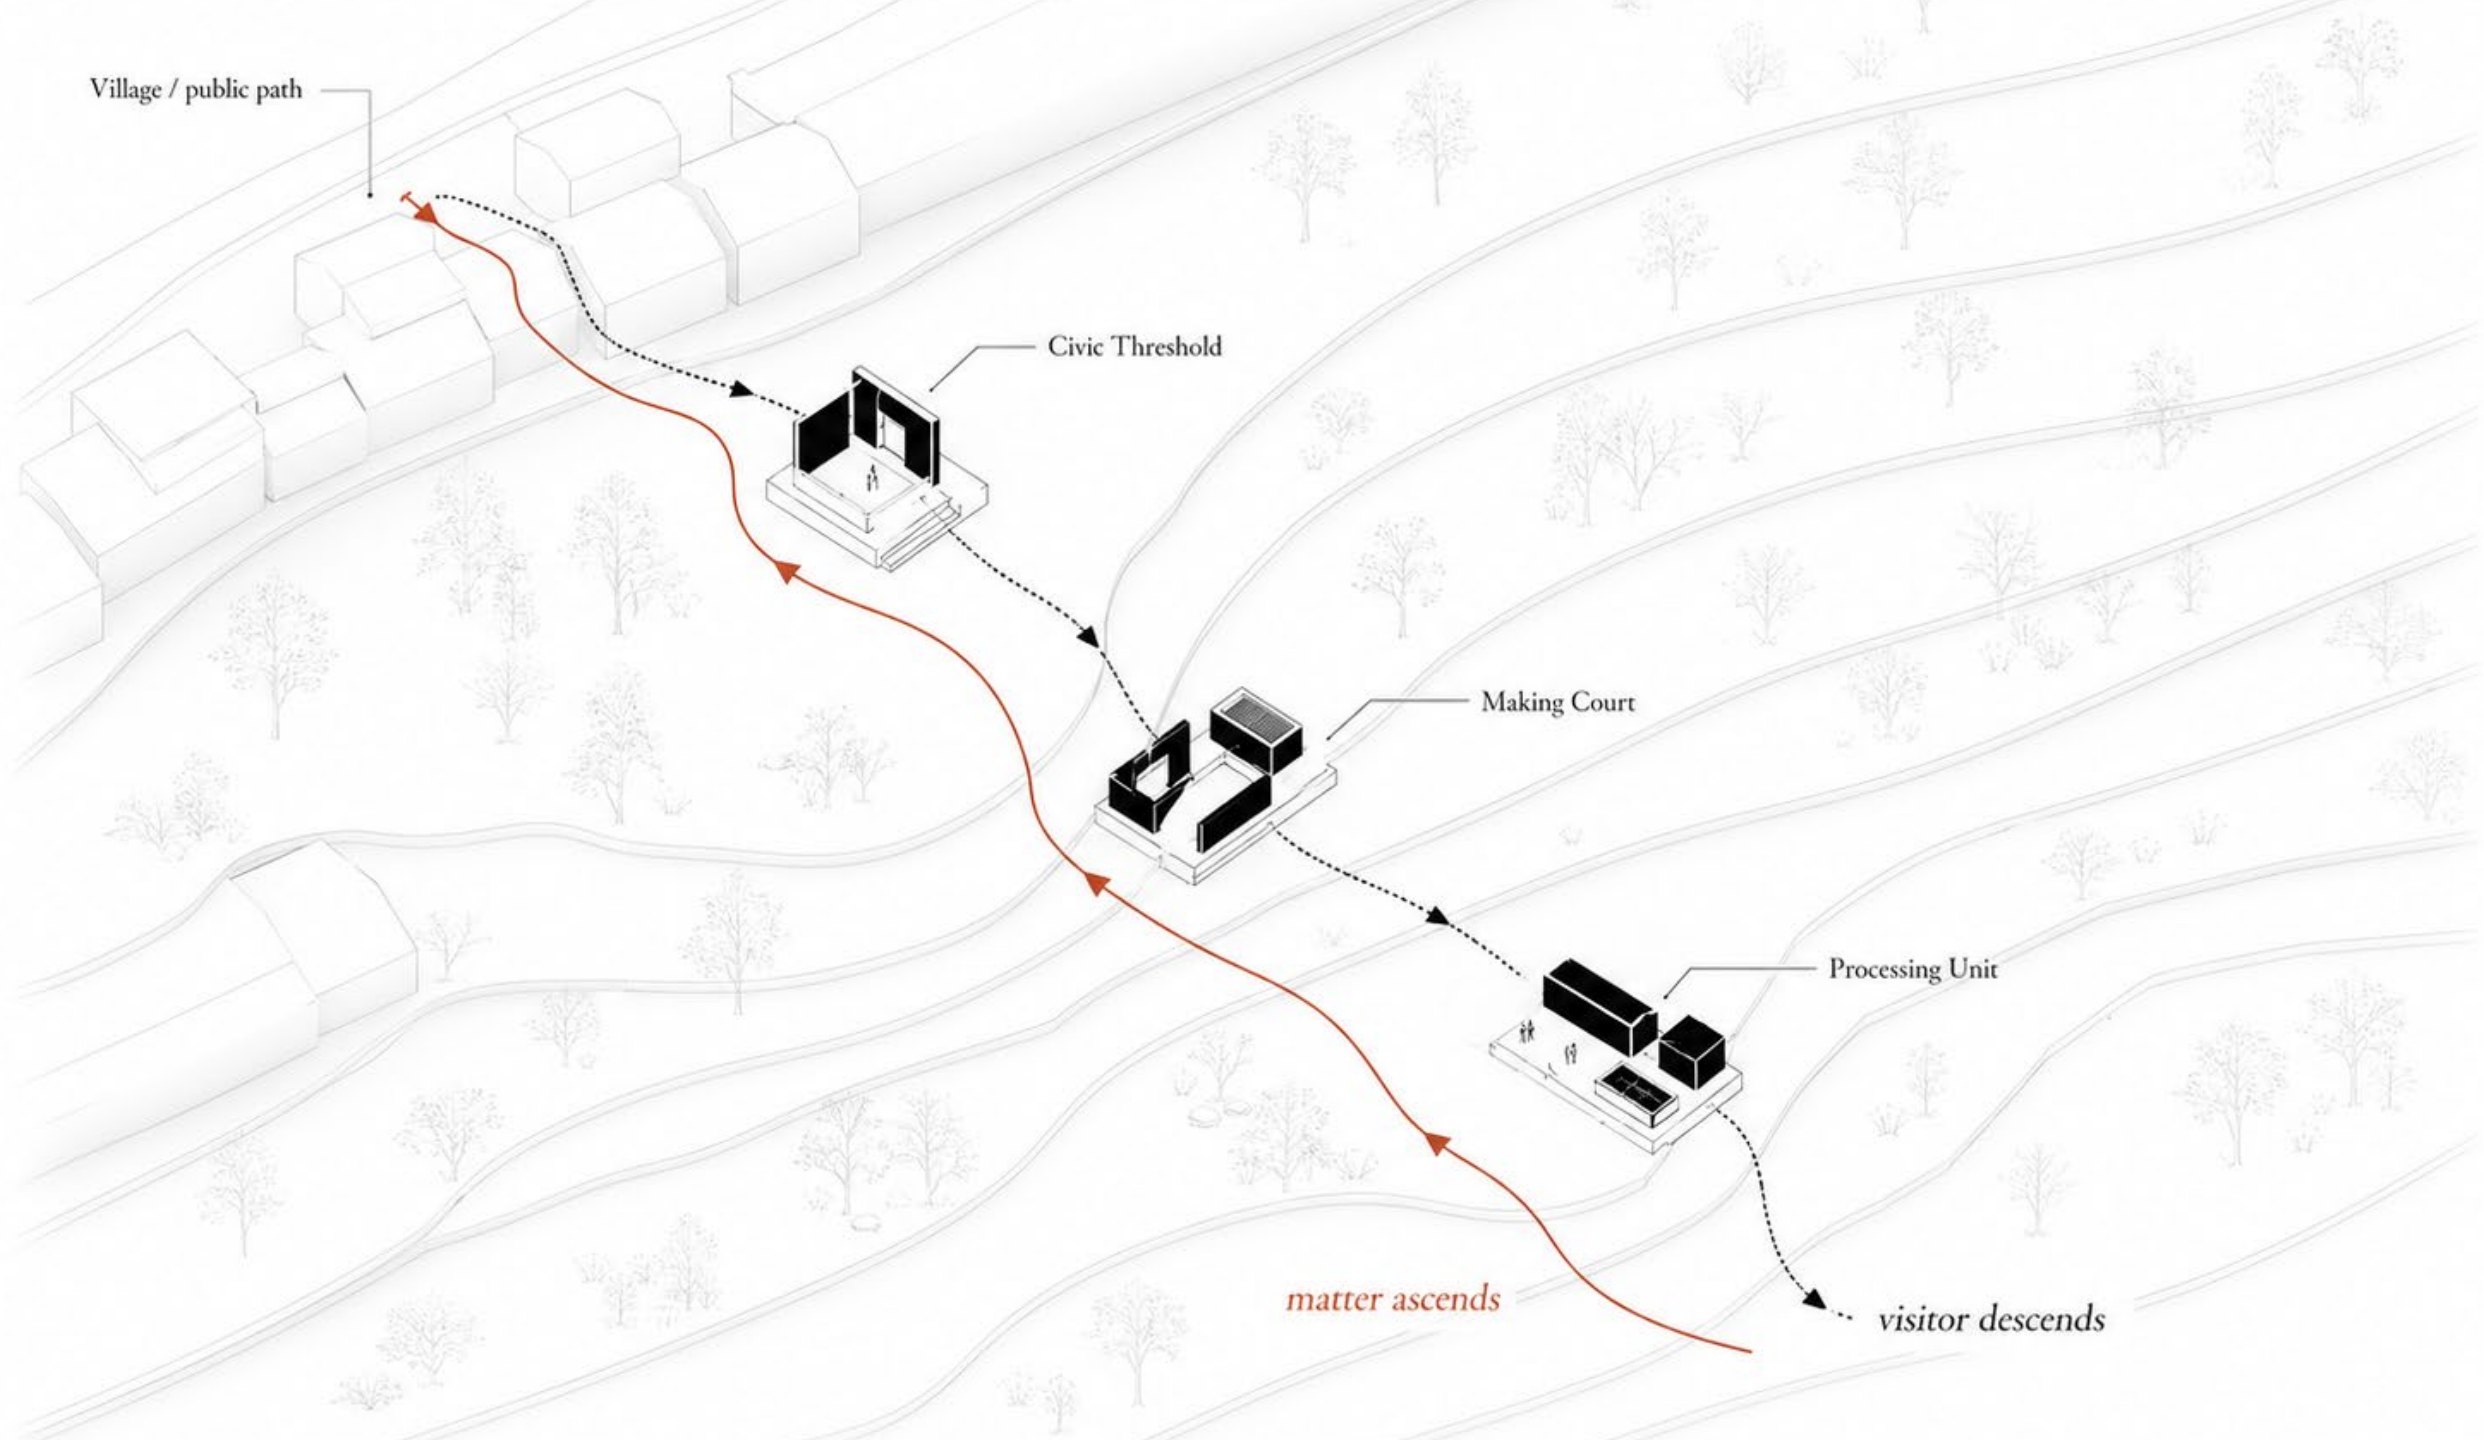 Village / public path
Civic Threshold
Making Court
Processing Unit
matter ascends
visitor descends